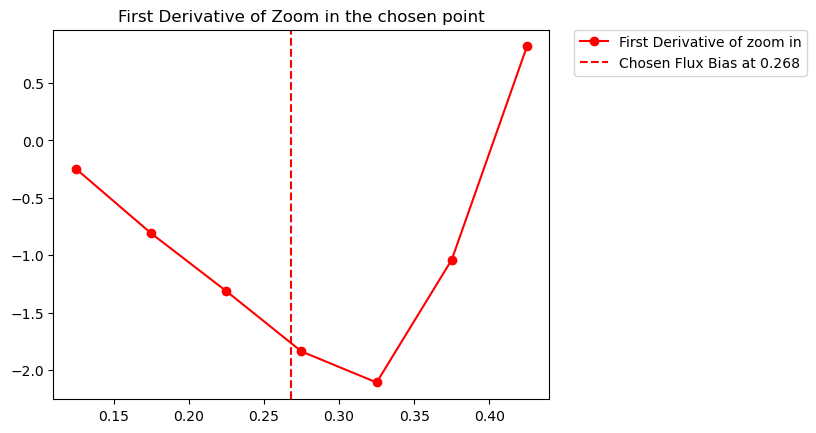 First Derivative of Zoom in the chosen point
First Derivative of zoom in
Chosen Flux Bias at 0.268
0.5
0.0
−0.5
−1.0
−1.5
−2.0
0.15 0.20 0.25 0.30 0.35 0.40